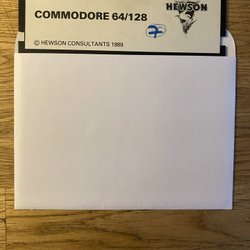 HEWSON
COMMODORE 64/128
© HEWSON CONSULTANTS 1989